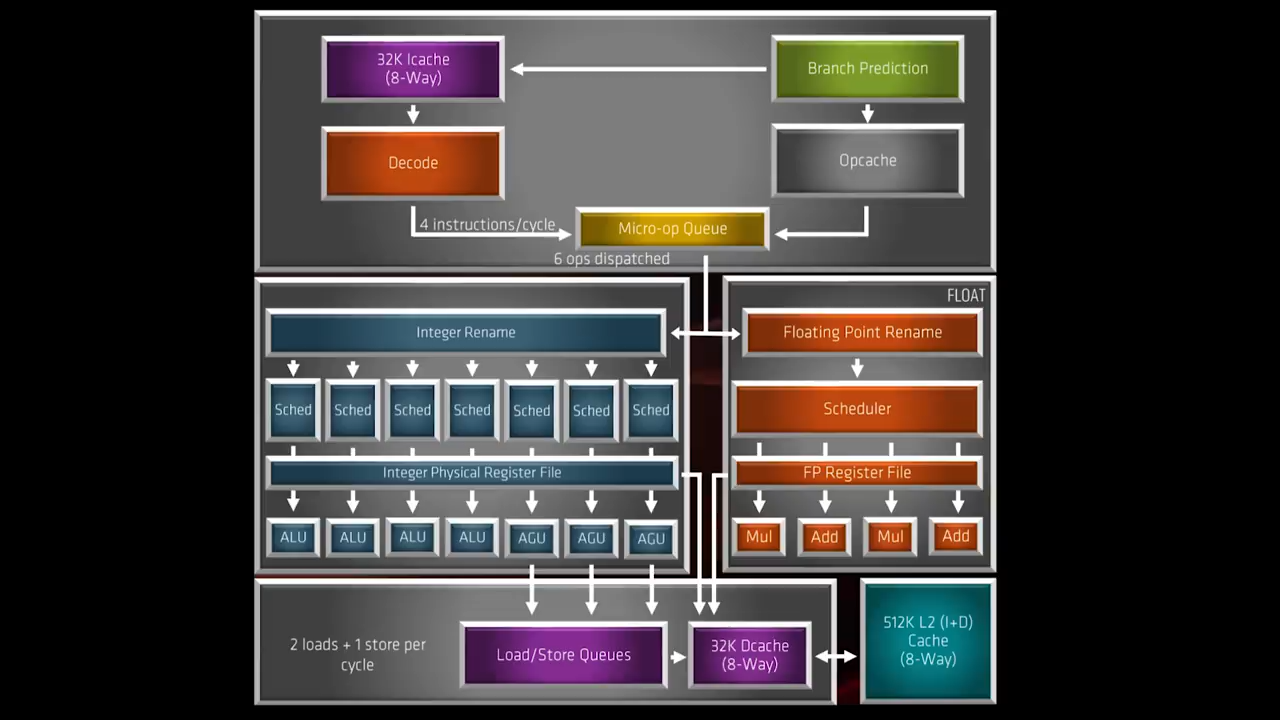 32K Icache
(8-Way)
Branch Prediction
Decode
Opcache
4 instructions/cycle
Micro-op Queue
6 ops dispatched
FLOAT
Integer Rename
Floating Point Rename
Sched
Sched
Sched
Sched
Sched
Sched
Sched
Scheduler
Integer Physical Register File
FP Register File
ALU
ALU
ALU
ALU
AGU
AGU
AGU
Mul
Add
Mul
Add
2 loads + 1 store per
cycle
Load/Store Queues
32K Dcache
(8-Way)
512K L2 (I+D)
Cache
(8-Way)